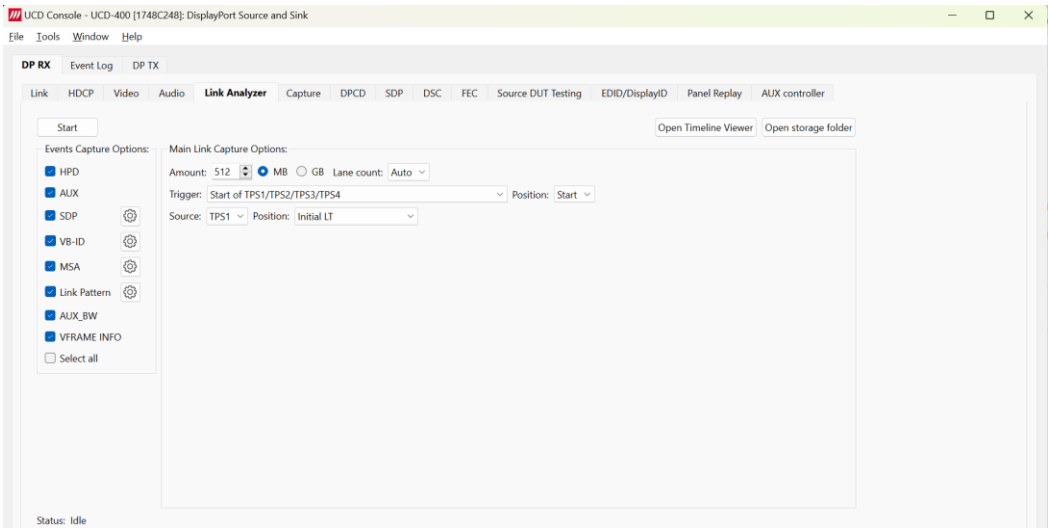 UCD Console - UCD-400 [1748C248]: DisplayPort Source and Sink
File Tools Window Help
DP RX Event Log DP TX
Link HDCP Video Audio Link Analyzer Capture DPCD SDP DSC FEC Source DUT Testing EDID/DisplayID Panel Replay AUX controller
Start Open Timeline Viewer Open storage folder
Events Capture Options: Main Link Capture Options:
HPD Amount: 512 MB GB Lane count: Auto
AUX Trigger: Start of TPS1/TPS2/TPS3/TPS4 Position: Start
SDP Source: TPS1 Position: Initial LT
VB-ID
MSA
Link Pattern
AUX_BW
VFRAME INFO
Select all
Status: Idle